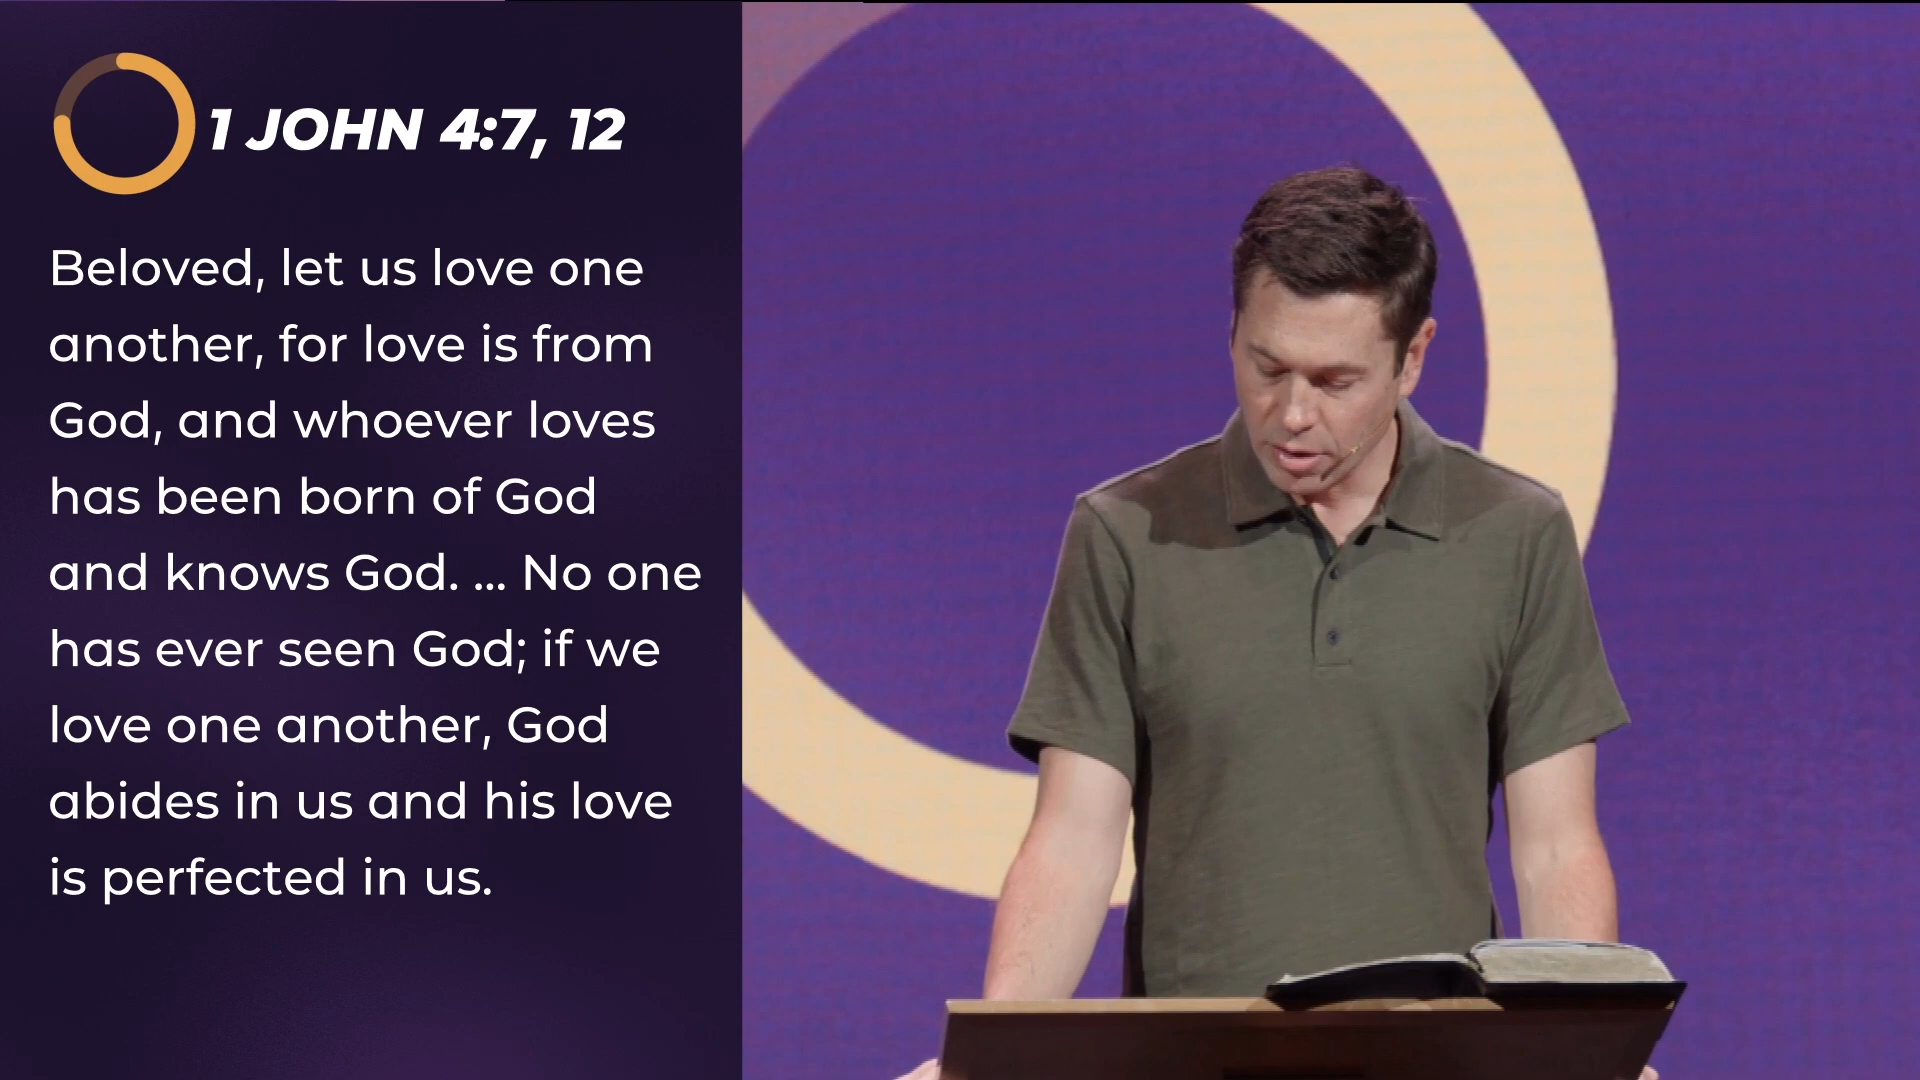 1 JOHN 4:7, 12
Beloved, let us love one
another, for love is from
God, and whoever loves
has been born of God
and knows God. ... No one
has ever seen God; if we
love one another, God
abides in us and his love
is perfected in us.